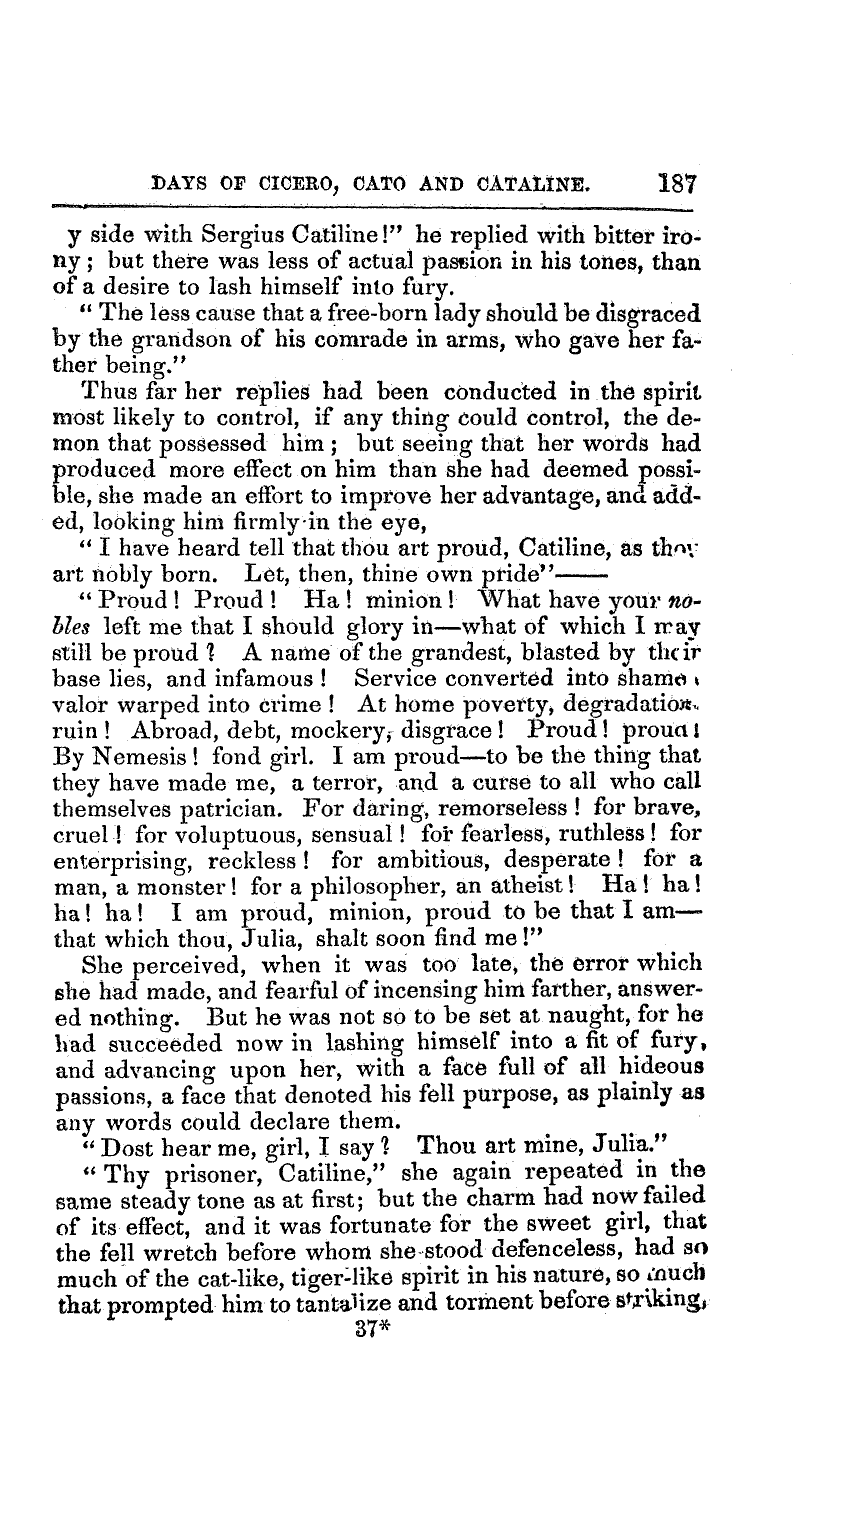 DAYS OF CICERO, CATO AND CATALINE. 187
y side with Sergius Catiline!" he replied with bitter iro-
ny; but there was less of actual passion in his tones, than
of a desire to lash himself into fury.
"The less cause that a free-born lady should be disgraced
by the grandson of his comrade in arms, who gave her fa-
ther being."
Thus far her replies had been conducted in the spirit
most likely to control, if any thing could control, the de-
mon that possessed him; but seeing that her words had
produced more effect on him than she had deemed possi-
ble, she made an effort to improve her advantage, and add-
ed, looking him firmly in the eye,
"I have heard tell that thou art proud, Catiline, as thou
art nobly born. Let, then, thine own pride"——
"Proud! Proud! Ha! minion! What have your no-
bles left me that I should glory in—what of which I may
still be proud? A name of the grandest, blasted by their
base lies, and infamous! Service converted into shame,
valor warped into crime! At home poverty, degradation,
ruin! Abroad, debt, mockery, disgrace! Proud! proud!
By Nemesis! fond girl. I am proud—to be the thing that
they have made me, a terror, and a curse to all who call
themselves patrician. For daring, remorseless! for brave,
cruel! for voluptuous, sensual! for fearless, ruthless! for
enterprising, reckless! for ambitious, desperate! for a
man, a monster! for a philosopher, an atheist! Ha! ha!
ha! ha! I am proud, minion, proud to be that I am—
that which thou, Julia, shalt soon find me!"
She perceived, when it was too late, the error which
she had made, and fearful of incensing him farther, answer-
ed nothing. But he was not so to be set at naught, for he
had succeeded now in lashing himself into a fit of fury,
and advancing upon her, with a face full of all hideous
passions, a face that denoted his fell purpose, as plainly as
any words could declare them.
"Dost hear me, girl, I say? Thou art mine, Julia."
"Thy prisoner, Catiline," she again repeated in the
same steady tone as at first; but the charm had now failed
of its effect, and it was fortunate for the sweet girl, that
the fell wretch before whom she stood defenceless, had so
much of the cat-like, tiger-like spirit in his nature, so much
that prompted him to tantalize and torment before striking,
37*